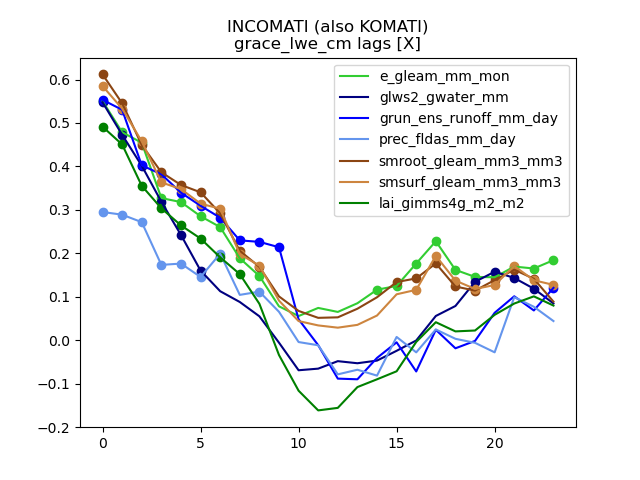 INCOMATI (also KOMATI)
grace_lwe_cm lags [X]
e_gleam_mm_mon
glws2_gwater_mm
grun_ens_runoff_mm_day
prec_fldas_mm_day
smroot_gleam_mm3_mm3
smsurf_gleam_mm3_mm3
lai_gimms4g_m2_m2
0.6
0.5
0.4
0.3
0.2
0.1
0.0
−0.1
−0.2
0 5 10 15 20